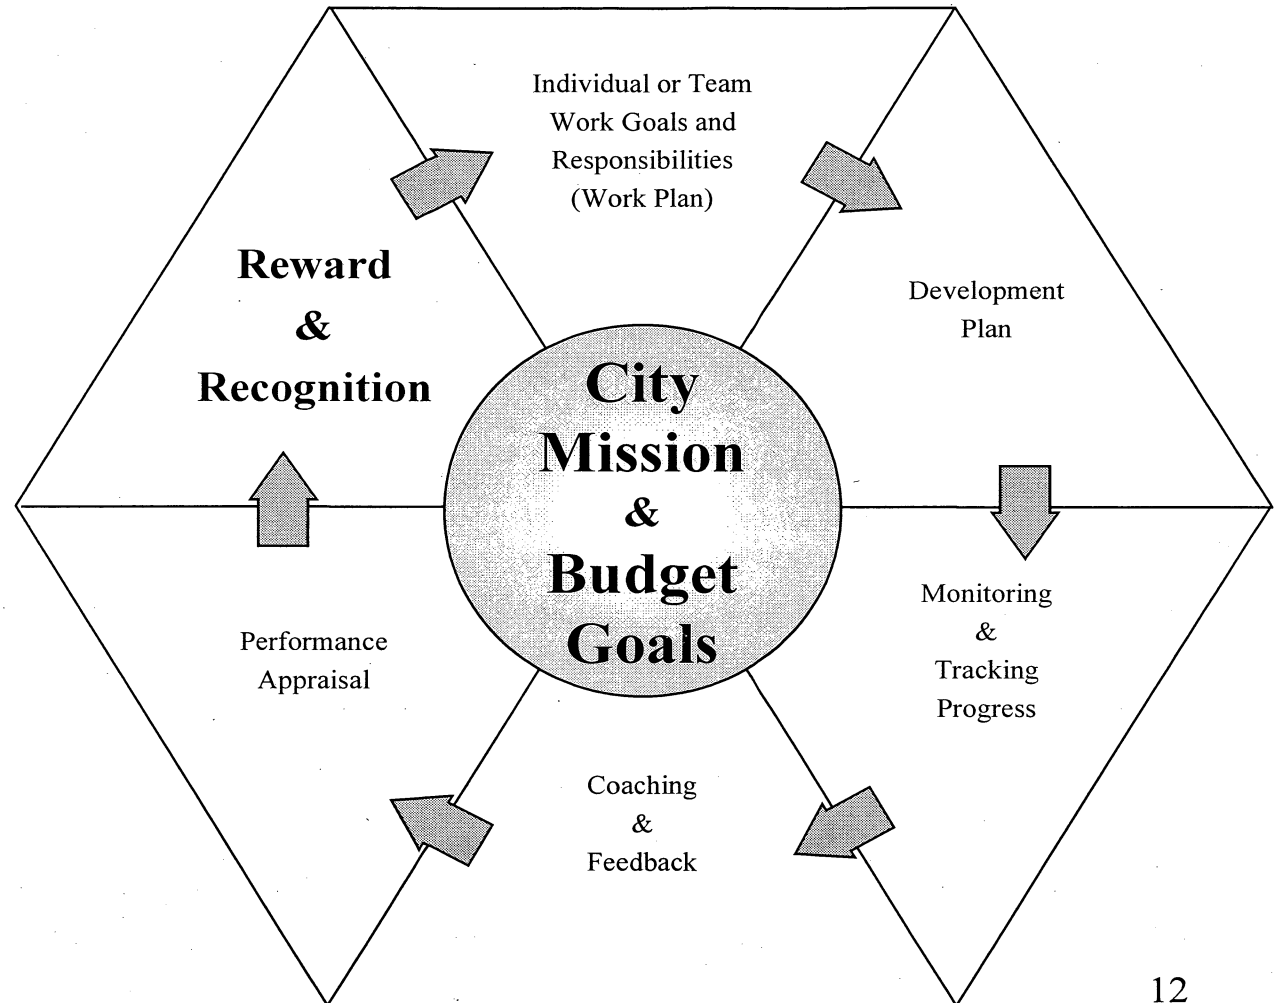 Individual or Team
Work Goals and
Responsibilities
(Work Plan)
Development
Plan
Monitoring
&
Tracking
Progress
Coaching
&
Feedback
Performance
Appraisal
Reward
&
Recognition
City
Mission
&
Budget
Goals
12